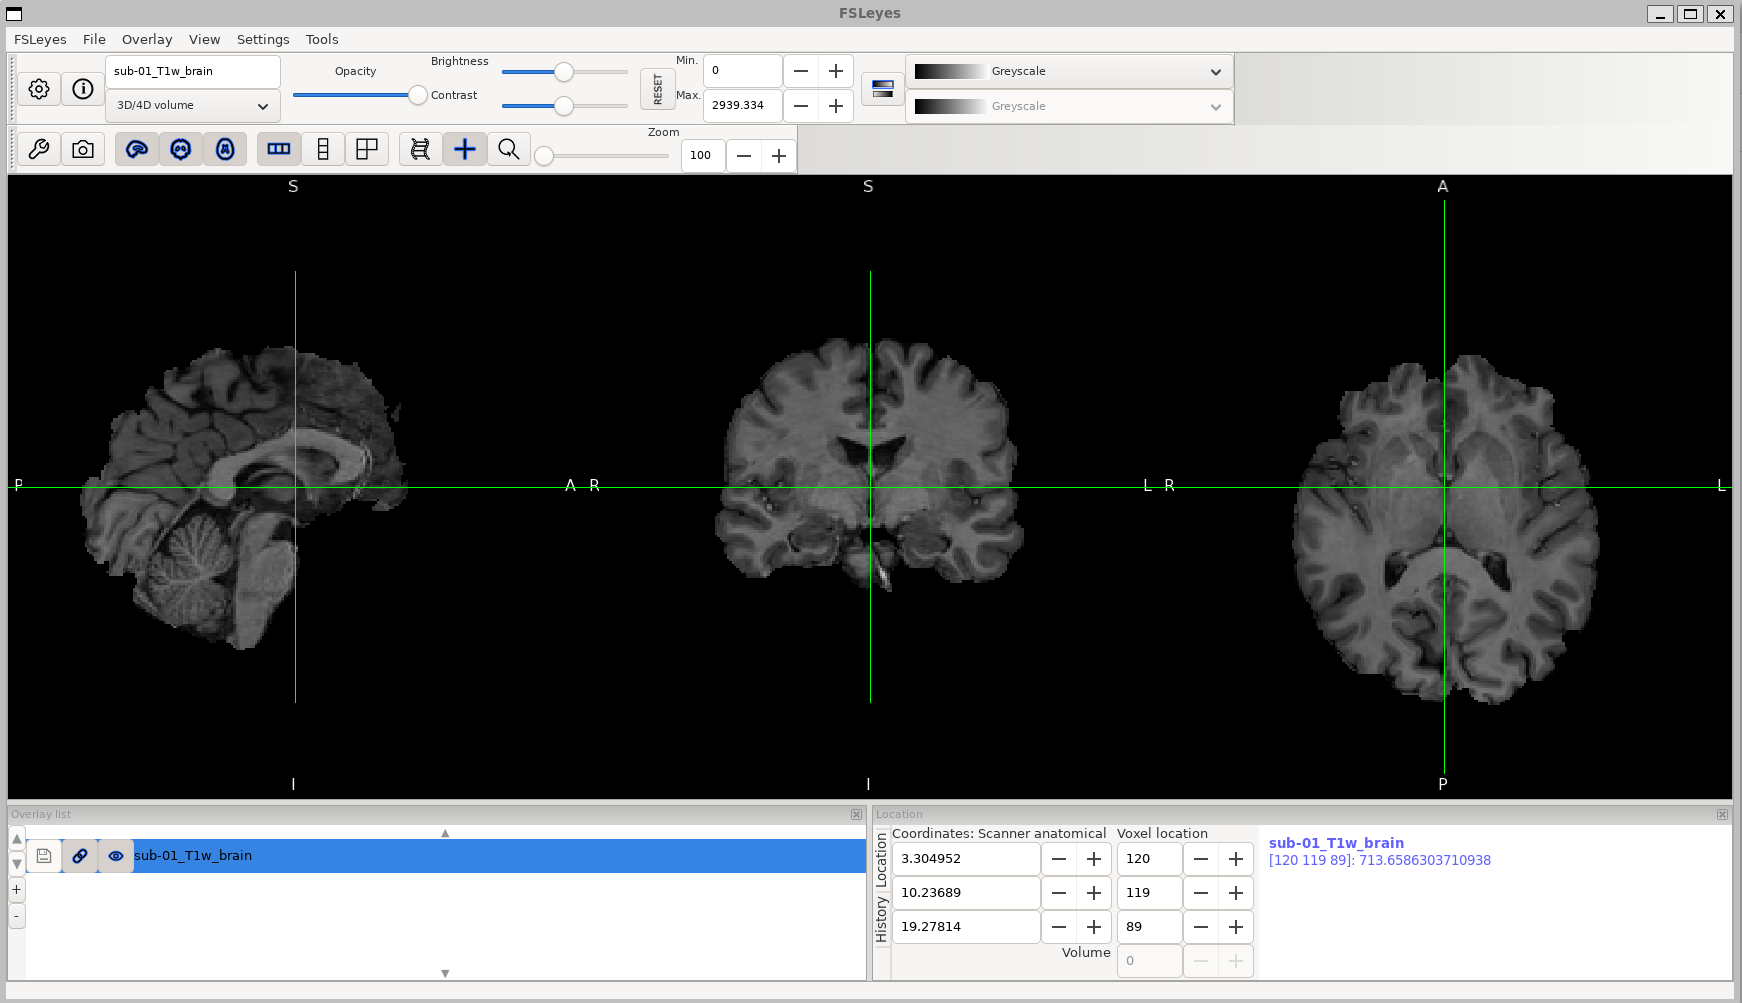 FSLeyes
FSLeyes File Overlay View Settings Tools
sub-01_T1w_brain
3D/4D volume
Opacity
Brightness
Contrast
RESET
Min. 0
Max. 2939.334
Greyscale
Greyscale
Zoom
100
S S A
P A R L R L
I I P
Overlay list
sub-01_T1w_brain
+
-
Location
Location
History
Coordinates: Scanner anatomical Voxel location
3.304952 120
10.23689 119
19.27814 89
Volume 0
sub-01_T1w_brain
[120 119 89]: 713.6586303710938